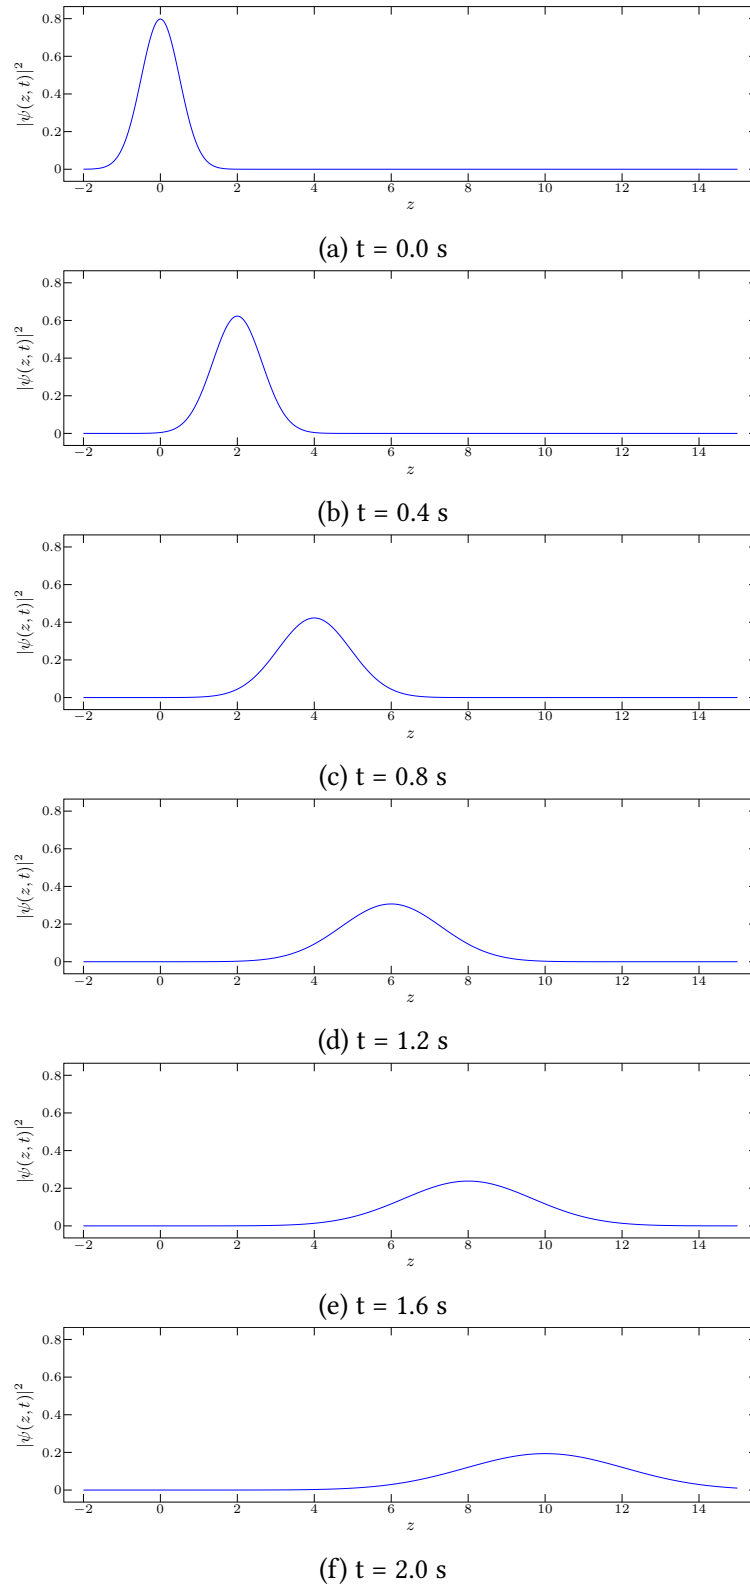 |ψ(z, t)|²
0.8
0.6
0.4
0.2
0
−2 0 2 4 6 8 10 12 14
z
(a) t = 0.0 s
|ψ(z, t)|²
0.8
0.6
0.4
0.2
0
−2 0 2 4 6 8 10 12 14
z
(b) t = 0.4 s
|ψ(z, t)|²
0.8
0.6
0.4
0.2
0
−2 0 2 4 6 8 10 12 14
z
(c) t = 0.8 s
|ψ(z, t)|²
0.8
0.6
0.4
0.2
0
−2 0 2 4 6 8 10 12 14
z
(d) t = 1.2 s
|ψ(z, t)|²
0.8
0.6
0.4
0.2
0
−2 0 2 4 6 8 10 12 14
z
(e) t = 1.6 s
|ψ(z, t)|²
0.8
0.6
0.4
0.2
0
−2 0 2 4 6 8 10 12 14
z
(f) t = 2.0 s